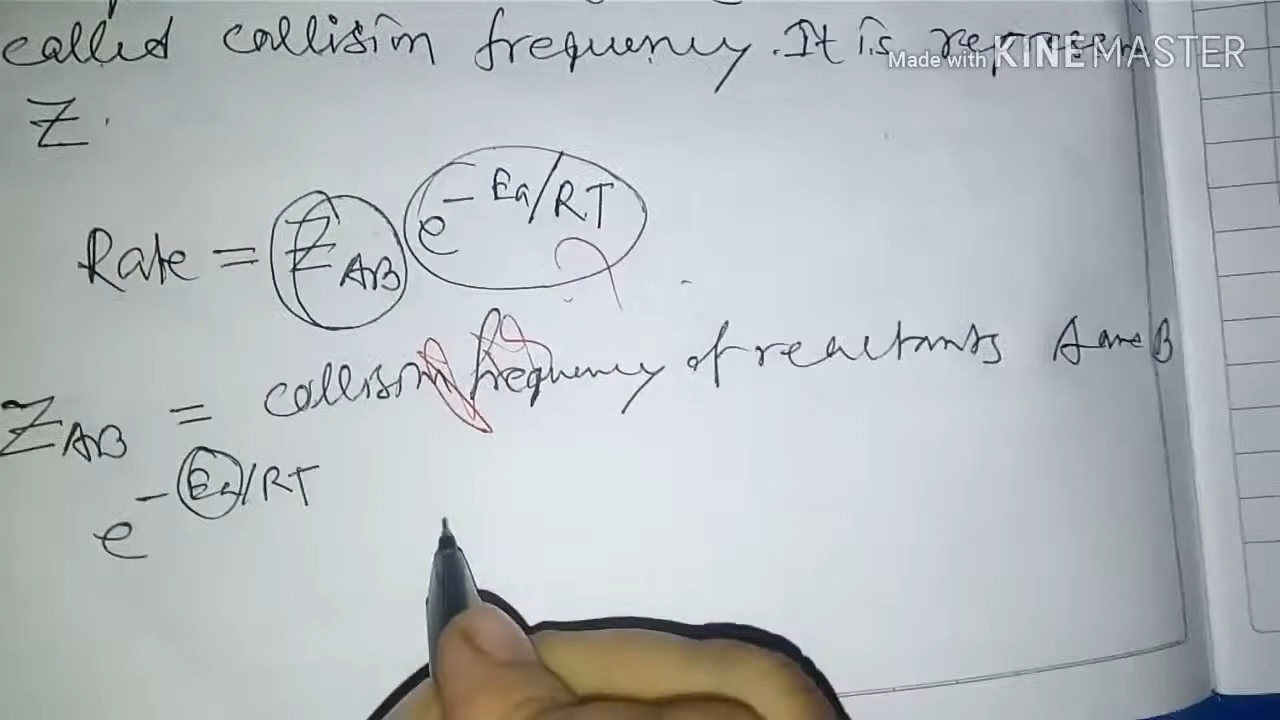 called collision frequency. It is represen
Made with KINEMASTER
Z.
Rate = Z_AB e^-Ea/RT
Z_AB = collision frequency of reactants A and B
e^-Ea/RT